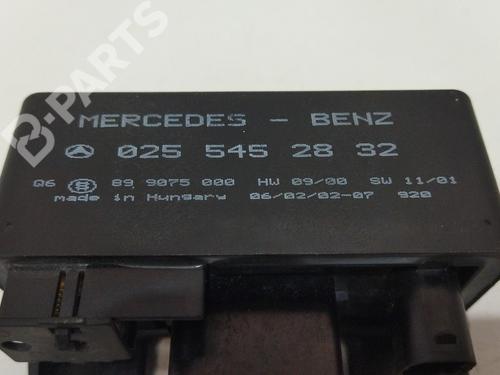 B-PARTS
MERCEDES - BENZ
025 545 28 32
Q6 89 9075 000 HW 09/00 SW 11/01
made in Hungary 06/02/02-07 920